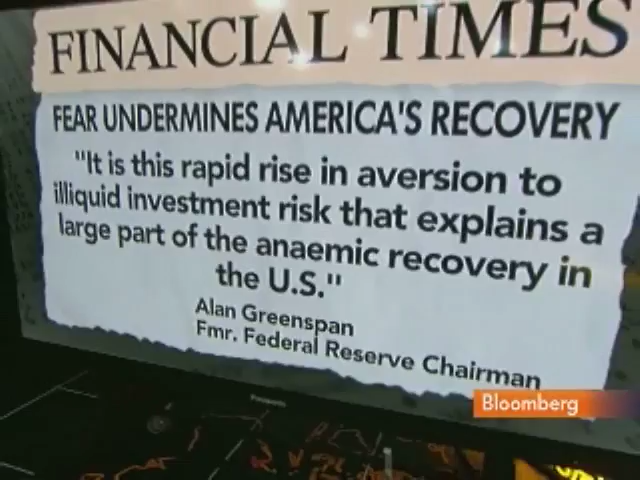 FINANCIAL TIMES
FEAR UNDERMINES AMERICA'S RECOVERY
"It is this rapid rise in aversion to
illiquid investment risk that explains a
large part of the anaemic recovery in
the U.S."
Alan Greenspan
Fmr. Federal Reserve Chairman
Bloomberg
Panasonic